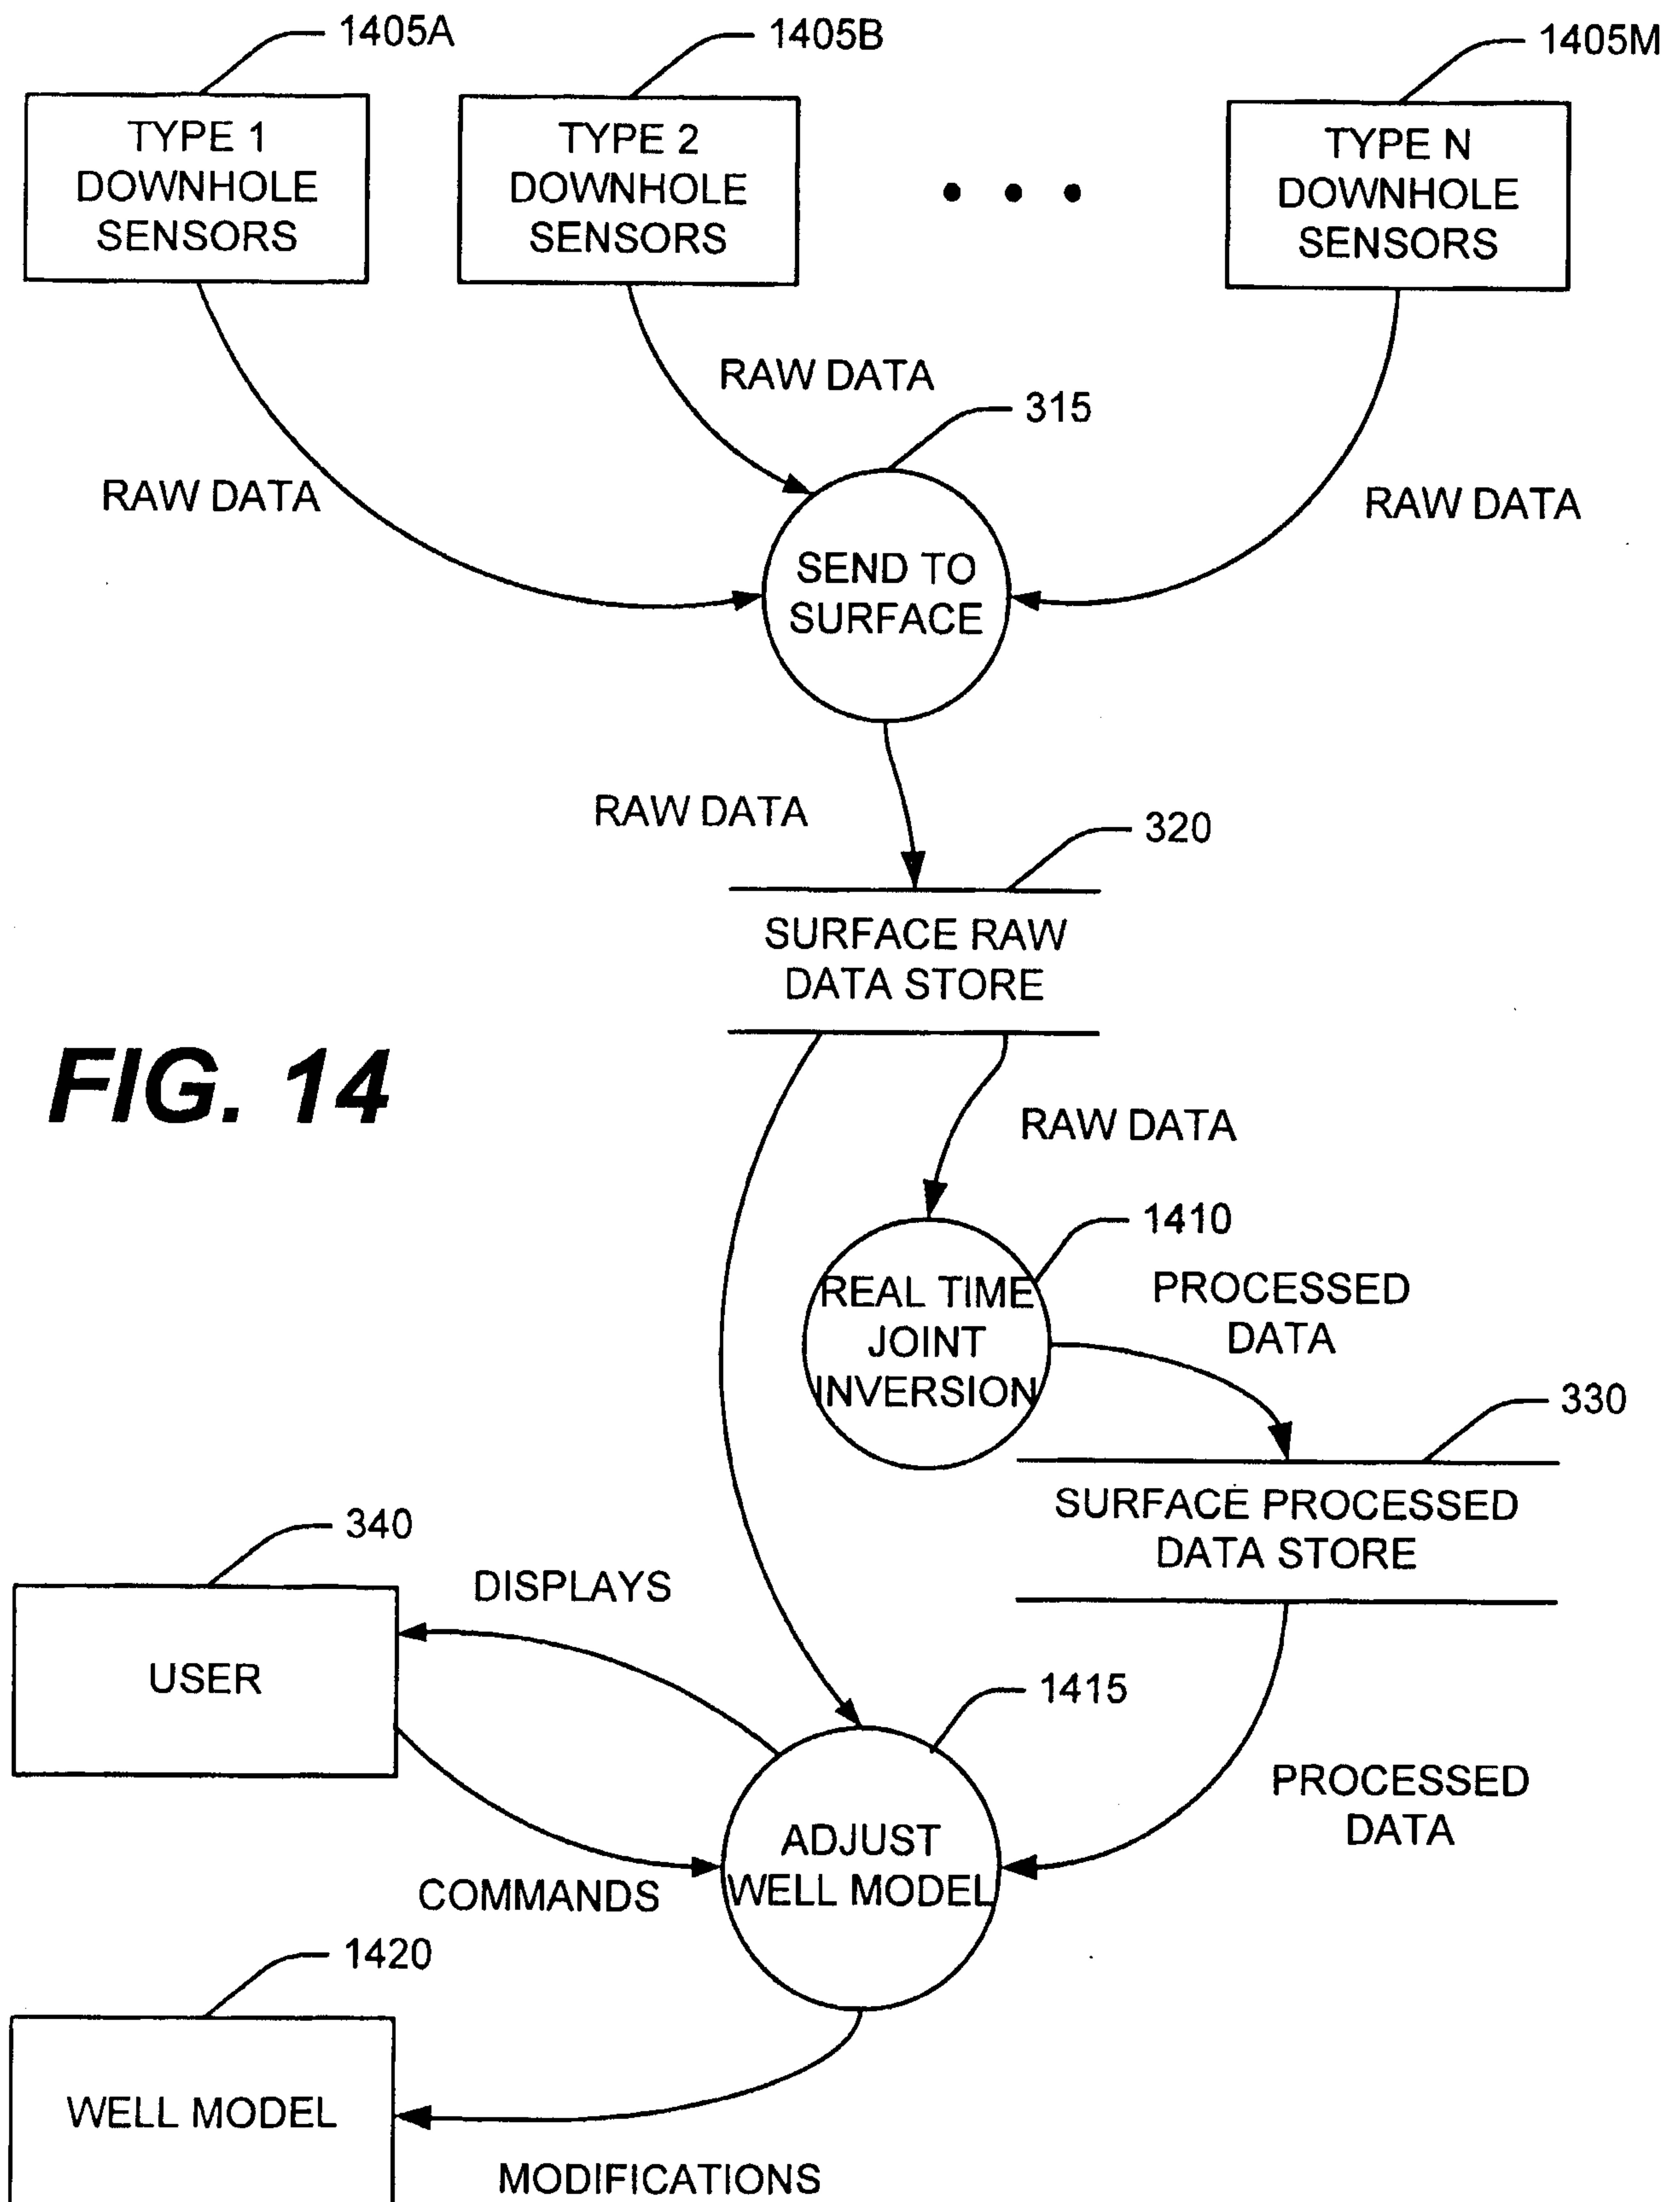 1405A
1405B
1405M
TYPE 1
DOWNHOLE
SENSORS
TYPE 2
DOWNHOLE
SENSORS
TYPE N
DOWNHOLE
SENSORS
RAW DATA
315
RAW DATA
RAW DATA
SEND TO
SURFACE
RAW DATA
320
SURFACE RAW
DATA STORE
FIG. 14
RAW DATA
1410
REAL TIME
JOINT
INVERSION
PROCESSED
DATA
330
SURFACE PROCESSED
DATA STORE
340
DISPLAYS
USER
1415
PROCESSED
DATA
ADJUST
WELL MODEL
COMMANDS
1420
WELL MODEL
MODIFICATIONS